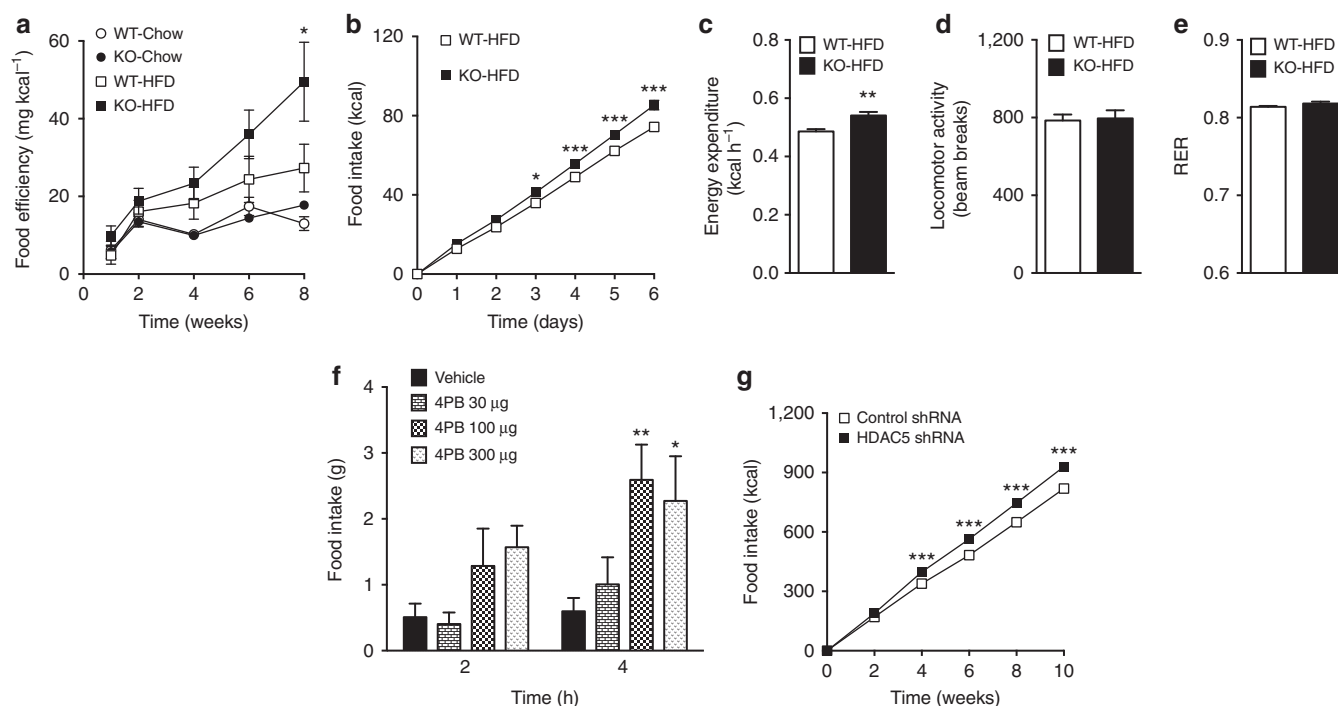 a
WT-Chow
KO-Chow
WT-HFD
KO-HFD
*
60
40
20
0
Food efficiency (mg kcal⁻¹)
0 2 4 6 8
Time (weeks)
b
WT-HFD
KO-HFD
* *** *** ***
120
80
40
0
Food intake (kcal)
0 1 2 3 4 5 6
Time (days)
c
WT-HFD
KO-HFD
**
0.8
0.6
0.4
0.2
0.0
Energy expenditure
(kcal h⁻¹)
d
WT-HFD
KO-HFD
1,200
800
400
0
Locomotor activity
(beam breaks)
e
WT-HFD
KO-HFD
0.9
0.8
0.7
0.6
RER
f
Vehicle
4PB 30 µg
4PB 100 µg
4PB 300 µg
** *
4
3
2
1
0
Food intake (g)
2 4
Time (h)
g
Control shRNA
HDAC5 shRNA
*** *** *** ***
1,200
900
600
300
0
Food intake (kcal)
0 2 4 6 8 10
Time (weeks)